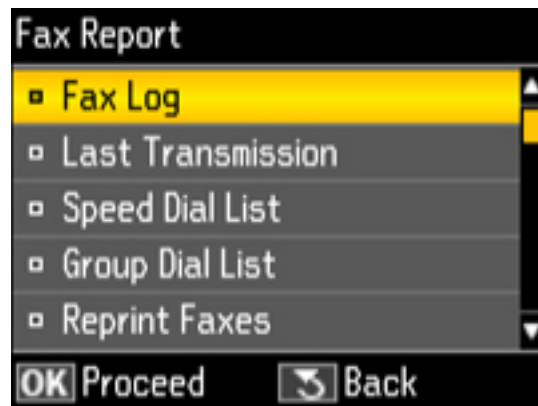 Fax Report
Fax Log
Last Transmission
Speed Dial List
Group Dial List
Reprint Faxes
OK Proceed Back